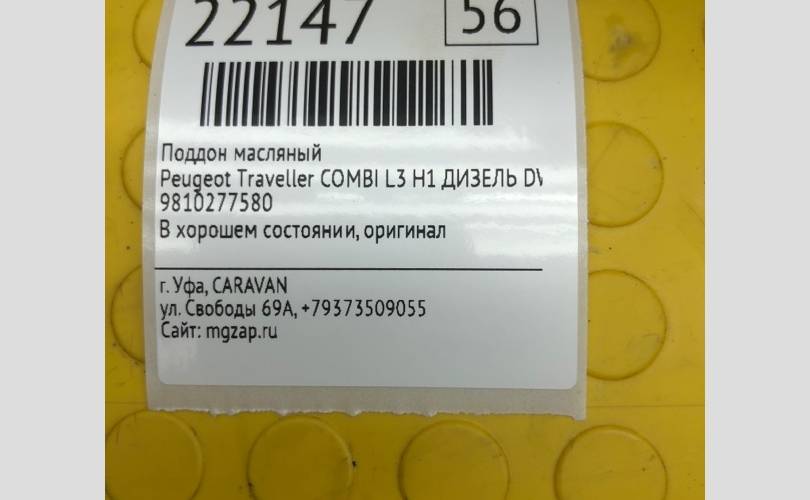 22147 56
Поддон масляный
Peugeot Traveller COMBI L3 H1 ДИЗЕЛЬ
9810277580
В хорошем состоянии, оригинал
г. Уфа, CARAVAN
ул. Свободы 69А, +79373509055
Сайт: mgzap.ru